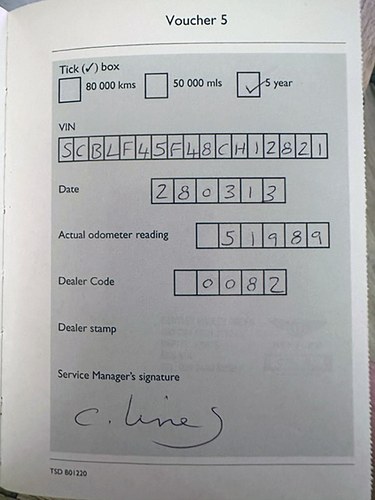 Voucher 5
Tick (✓) box
80 000 kms 50 000 mls ✓ 5 year
VIN
SCBLF45F48CH12821
Date 280313
Actual odometer reading 51989
Dealer Code 0082
Dealer stamp
Service Manager's signature
C. Lines
TSD 801220